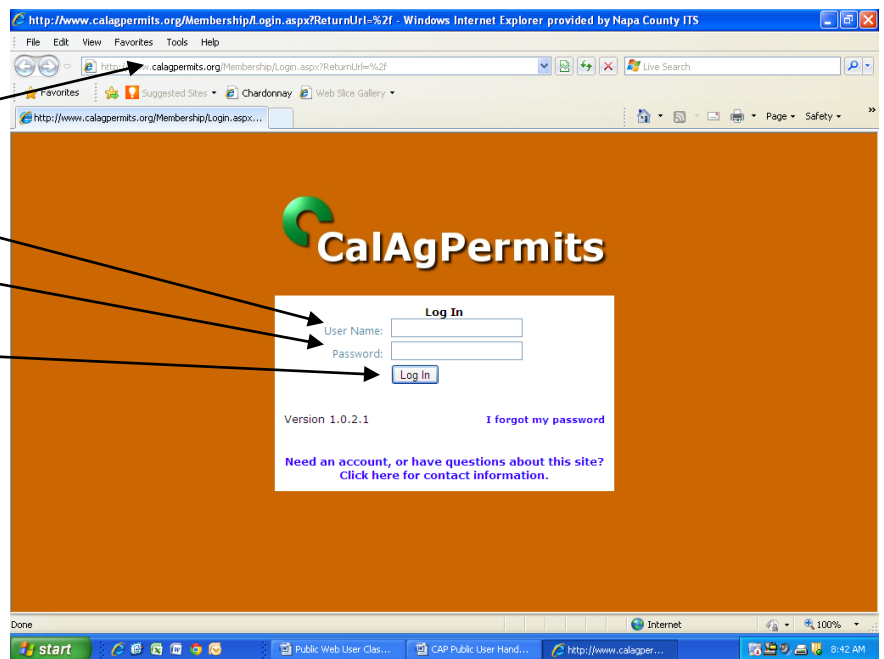 http://www.calagpermits.org/Membership/Login.aspx?ReturnUrl=%2f - Windows Internet Explorer provided by Napa County ITS
File Edit View Favorites Tools Help
http://www.calagpermits.org/Membership/Login.aspx?ReturnUrl=%2f
Live Search
Favorites Suggested Sites Chardonnay Web Slice Gallery
http://www.calagpermits.org/Membership/Login.aspx...
Page Safety »
CalAgPermits
Log In
User Name:
Password:
Log In
Version 1.0.2.1 I forgot my password
Need an account, or have questions about this site?
Click here for contact information.
Done Internet 100%
start Public Web User Clas... CAP Public User Hand... http://www.calagper... 8:42 AM